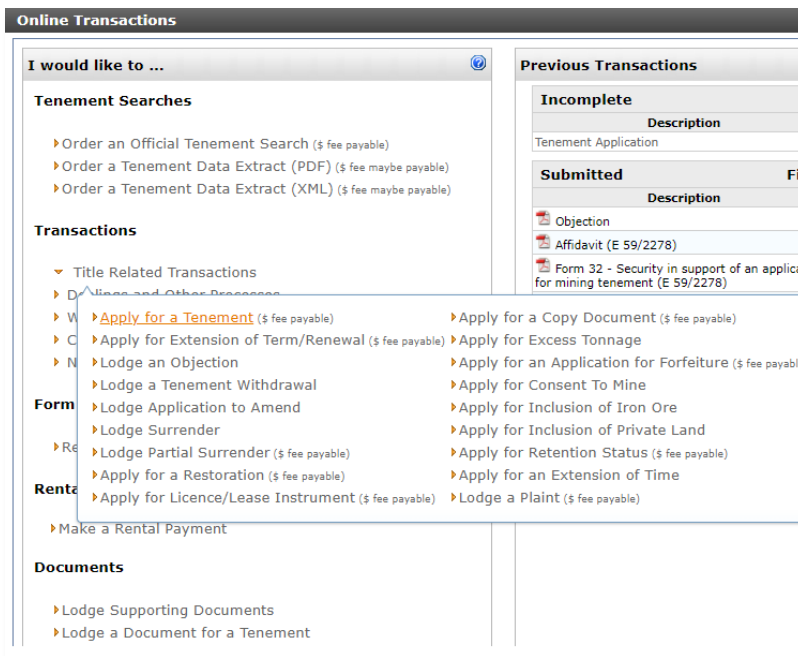 Online Transactions
I would like to ...
Tenement Searches
Order an Official Tenement Search ($ fee payable)
Order a Tenement Data Extract (PDF) ($ fee maybe payable)
Order a Tenement Data Extract (XML) ($ fee maybe payable)
Transactions
Title Related Transactions
Dealings and Other Processes
W
C
N
Apply for a Tenement ($ fee payable)
Apply for Extension of Term/Renewal ($ fee payable)
Lodge an Objection
Lodge a Tenement Withdrawal
Lodge Application to Amend
Lodge Surrender
Lodge Partial Surrender ($ fee payable)
Apply for a Restoration ($ fee payable)
Apply for Licence/Lease Instrument ($ fee payable)
Apply for a Copy Document ($ fee payable)
Apply for Excess Tonnage
Apply for an Application for Forfeiture ($ fee payabl
Apply for Consent To Mine
Apply for Inclusion of Iron Ore
Apply for Inclusion of Private Land
Apply for Retention Status ($ fee payable)
Apply for an Extension of Time
Lodge a Plaint ($ fee payable)
Form
Re
Renta
Make a Rental Payment
Documents
Lodge Supporting Documents
Lodge a Document for a Tenement
Previous Transactions
Incomplete
Description
Tenement Application
Submitted Fi
Description
Objection
Affidavit (E 59/2278)
Form 32 - Security in support of an applica
for mining tenement (E 59/2278)